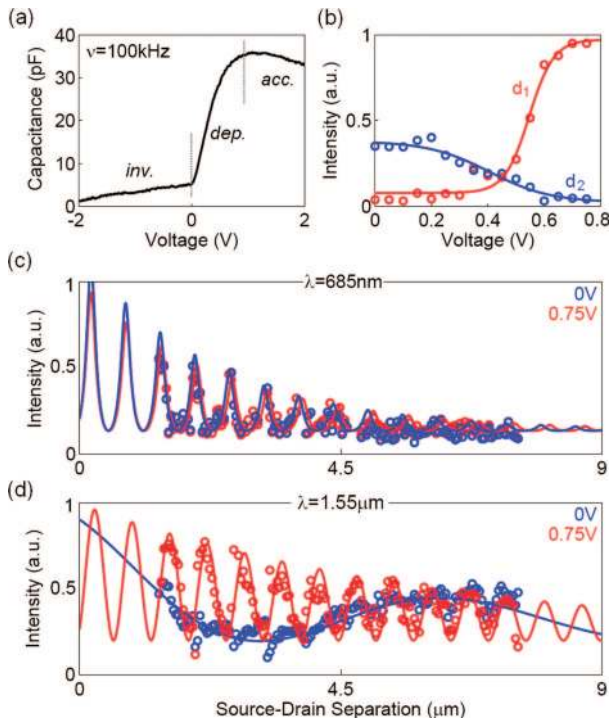 (a)
ν=100kHz
inv.
dep.
acc.
Capacitance (pF)
40
30
20
10
0
-2
0
2
Voltage (V)
(b)
d1
d2
Intensity (a.u.)
1
0.5
0
0
0.2
0.4
0.6
0.8
Voltage (V)
(c)
λ=685nm
0V
0.75V
Intensity (a.u.)
1
0.5
0
0
4.5
9
(d)
λ=1.55μm
0V
0.75V
Intensity (a.u.)
1
0.5
0
0
4.5
9
Source-Drain Separation (μm)